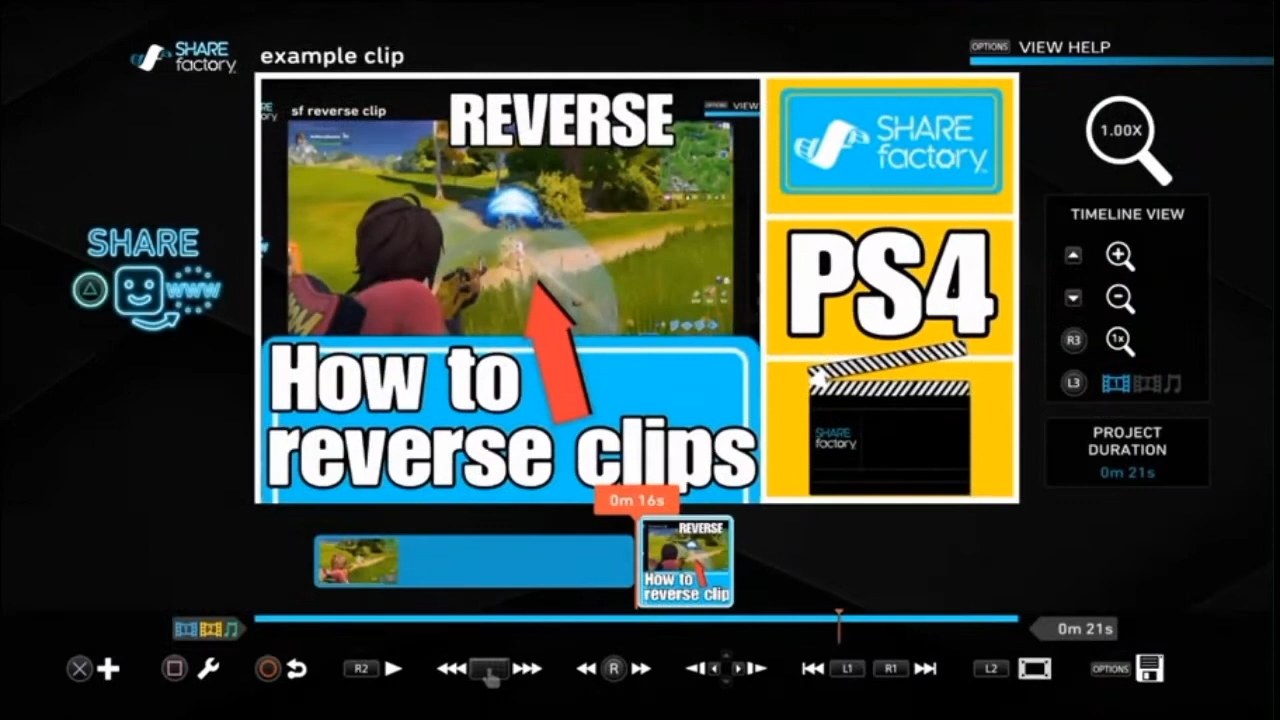 SHARE
factory
example clip
OPTIONS VIEW HELP
sf reverse clip
REVERSE
OPTIONS VIEW
SHARE
factory
1.00X
TIMELINE VIEW
SHARE
www
PS4
R3
1x
L3
How to
reverse clips
SHARE
factory
PROJECT
DURATION
0m 21s
0m 16s
REVERSE
How to
reverse clip
0m 21s
R2
R
L1
R1
L2
OPTIONS